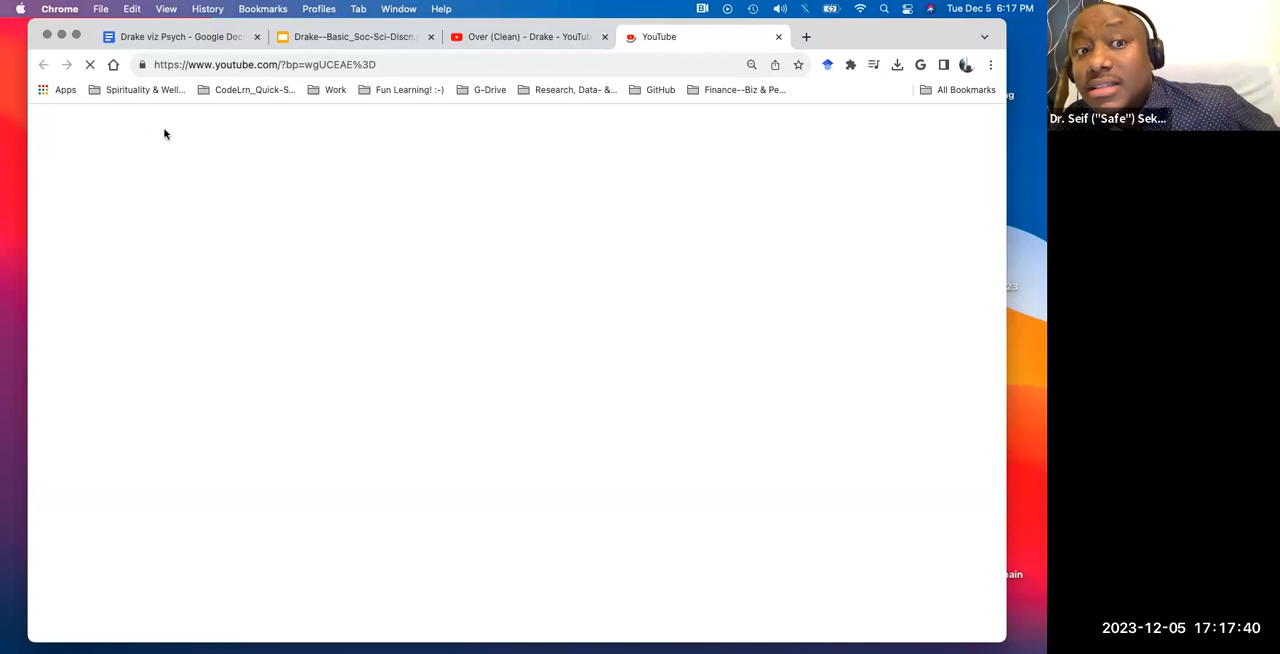 Chrome File Edit View History Bookmarks Profiles Tab Window Help Tue Dec 5 6:17 PM
Drake viz Psych - Google Doc Drake--Basic_Soc-Sci-Discn. Over (Clean) - Drake - YouTub YouTube
https://www.youtube.com/?bp=wgUCEAE%3D
Apps Spirituality & Well... CodeLrn_Quick-S... Work Fun Learning! :-) G-Drive Research, Data- &... GitHub Finance--Biz & Pe... All Bookmarks
Dr. Seif ("Safe") Sek...
23
ain
2023-12-05 17:17:40